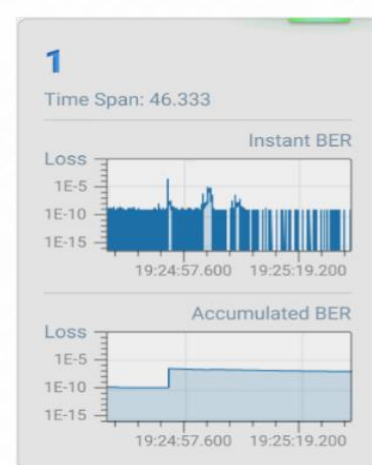 1
Time Span: 46.333
Instant BER
Loss
1E-5
1E-10
1E-15
19:24:57.600 19:25:19.200
Accumulated BER
Loss
1E-5
1E-10
1E-15
19:24:57.600 19:25:19.200